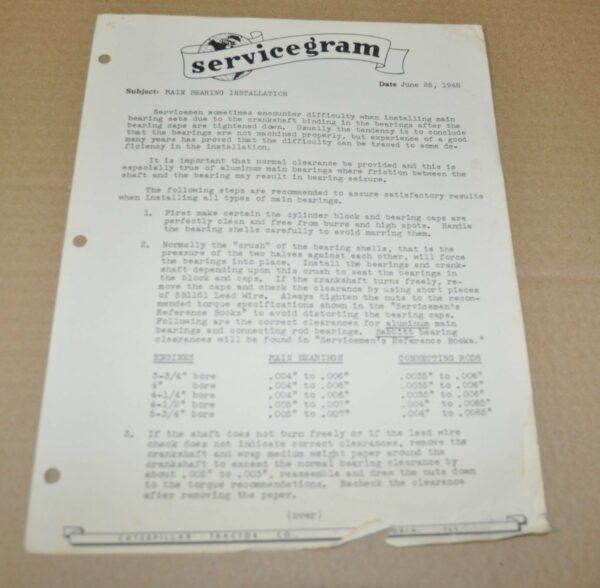 servicegram
Date June 25, 1948
Subject: MAIN BEARING INSTALLATION
Servicemen sometimes encounter difficulty when installing main
bearing sets due to the crankshaft binding in the bearings after the
bearing caps are tightened down. Usually the tendency is to conclude
that the bearings are not machined properly, but experience of a good
many years has proved that the difficulty can be traced to some de-
ficiency in the installation.
It is important that normal clearance be provided and this is
especially true of aluminum main bearings where friction between the
shaft and the bearing may result in bearing seizure.
The following steps are recommended to assure satisfactory results
when installing all types of main bearings.
1. First make certain the cylinder block and bearing caps are
perfectly clean and free from burrs and high spots. Handle
the bearing shells carefully to avoid marring them.
2. Normally the "crush" of the bearing shells, that is the
pressure of the two halves against each other, will force
the bearings into place. Install the bearings and crank-
shaft depending upon this crush to seat the bearings in
the block and caps. If the crankshaft turns freely, re-
move the caps and check the clearance by using short pieces
of Lead Wire. Always tighten the nuts to the recom-
mended torque specifications shown in the "Servicemen's
Reference Books" to avoid distorting the bearing caps.
Following are the correct clearances for aluminum main
bearings and connecting rod bearings. Babbitt bearing
clearances will be found in "Servicemen's Reference Books."
ENGINES MAIN BEARINGS CONNECTING RODS
3-3/4" bore .004" to .006" .0035" to .006"
4" bore .004" to .006" .0035" to .006"
4-1/4" bore .004" to .006" .0035" to .006"
4-1/2" bore .005" to .007" .004" to .0065"
5-3/4" bore .005" to .007" .004" to .0065"
3. If the shaft does not turn freely or if the lead wire
check does not indicate correct clearances, remove the
crankshaft and wrap medium weight paper around the
crankshaft to exceed the normal bearing clearance by
about .002" to .003", reassemble and draw the nuts down
to the torque recommendations. Recheck the clearance
after removing the paper.
(over)
CATERPILLAR TRACTOR CO.